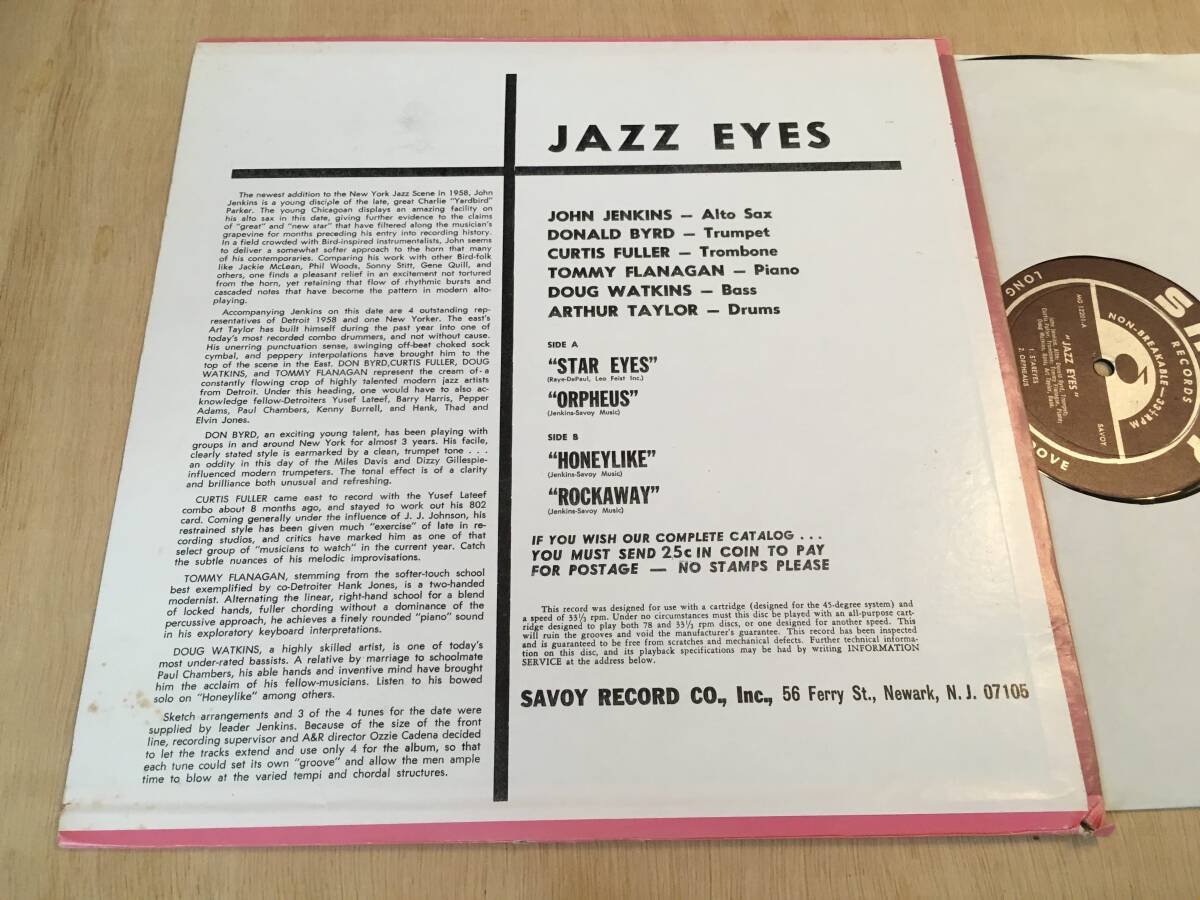 JAZZ EYES
The newest addition to the New York Jazz Scene in 1958, John
Jenkins is a young disciple of the late, great Charlie "Yardbird"
Parker. The young Chicagoan displays an amazing facility on
his alto sax in this date, giving further evidence to the claims
of "great" and "new star" that have filtered along the musician's
grapevine for months preceding his entry into recording history.
In a field crowded with Bird-inspired instrumentalists, John seems
to deliver a somewhat softer approach to the horn that many
of his contemporaries. Comparing his work with other Bird-folk
like Jackie McLean, Phil Woods, Sonny Stitt, Gene Quill, and
others, one finds a pleasant relief in an excitement not tortured
from the horn, yet retaining that flow of rhythmic bursts and
cascaded notes that have become the pattern in modern alto-
playing.
Accompanying Jenkins on this date are 4 outstanding rep-
resentatives of Detroit 1958 and one New Yorker. The east's
Art Taylor has built himself during the past year into one of
today's most recorded combo drummers, and not without cause.
His unerring punctuation sense, swinging off-beat choked sock
cymbal, and peppery interpolations have brought him to the
top of the scene in the East. DON BYRD,CURTIS FULLER, DOUG
WATKINS, and TOMMY FLANAGAN represent the cream of a
constantly flowing crop of highly talented modern jazz artists
from Detroit. Under this heading, one would have to also ac-
knowledge fellow-Detroiters Yusef Lateef, Barry Harris, Pepper
Adams, Paul Chambers, Kenny Burrell, and Hank, Thad and
Elvin Jones.
DON BYRD, an exciting young talent, has been playing with
groups in and around New York for almost 3 years. His facile,
clearly stated style is earmarked by a clean, trumpet tone . . .
an oddity in this day of the Miles Davis and Dizzy Gillespie-
influenced modern trumpeters. The tonal effect is of a clarity
and brilliance both unusual and refreshing.
CURTIS FULLER came east to record with the Yusef Lateef
combo about 8 months ago, and stayed to work out his 802
card. Coming generally under the influence of J. J. Johnson, his
restrained style has been given much "exercise" of late in re-
cording studios, and critics have marked him as one of that
select group of "musicians to watch" in the current year. Catch
the subtle nuances of his melodic improvisations.
TOMMY FLANAGAN, stemming from the softer-touch school
best exemplified by co-Detroiter Hank Jones, is a two-handed
modernist. Alternating the linear, right-hand school for a blend
of locked hands, fuller chording without a dominance of the
percussive approach, he achieves a finely rounded "piano" sound
in his exploratory keyboard interpretations.
DOUG WATKINS, a highly skilled artist, is one of today's
most under-rated bassists. A relative by marriage to schoolmate
Paul Chambers, his able hands and inventive mind have brought
him the acclaim of his fellow-musicians. Listen to his bowed
solo on "Honeylike" among others.
Sketch arrangements and 3 of the 4 tunes for the date were
supplied by leader Jenkins. Because of the size of the front
line, recording supervisor and A&R director Ozzie Cadena decided
to let the tracks extend and use only 4 for the album, so that
each tune could set its own "groove" and allow the men ample
time to blow at the varied tempi and chordal structures.
JOHN JENKINS — Alto Sax
DONALD BYRD — Trumpet
CURTIS FULLER — Trombone
TOMMY FLANAGAN — Piano
DOUG WATKINS — Bass
ARTHUR TAYLOR — Drums
SIDE A
"STAR EYES"
(Raye-DePaul, Leo Feist Inc.)
"ORPHEUS"
(Jenkins-Savoy Music)
SIDE B
"HONEYLIKE"
(Jenkins-Savoy Music)
"ROCKAWAY"
(Jenkins-Savoy Music)
IF YOU WISH OUR COMPLETE CATALOG . . .
YOU MUST SEND 25c IN COIN TO PAY
FOR POSTAGE — NO STAMPS PLEASE
This record was designed for use with a cartridge (designed for the 45-degree system) and
a speed of 33⅓ rpm. Under no circumstances must this disc be played with an all-purpose cart-
ridge designed to play both 78 and 33⅓ rpm discs, or one designed for another speed. This
will ruin the grooves and void the manufacturer's guarantee. This record has been inspected
and is guaranteed to be free from scratches and mechanical defects. Further technical informa-
tion on this disc, and its playback specifications may be had by writing INFORMATION
SERVICE at the address below.
SAVOY RECORD CO., Inc., 56 Ferry St., Newark, N. J. 07105
LONG
RECORDS
NON-BREAKABLE—33⅓ RPM
MG 12201-A
SAVOY
"JAZZ EYES"
1. STAREYES
2. ORPHEAUS